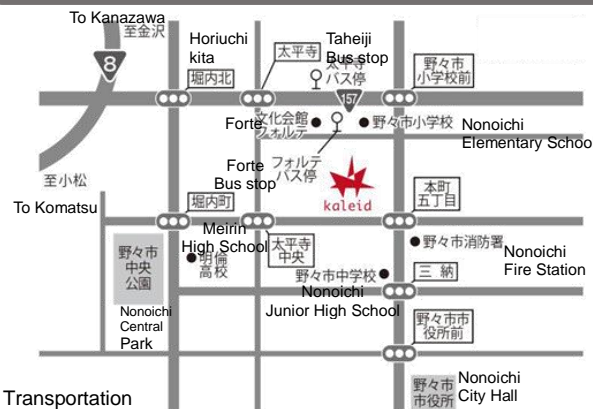 To Kanazawa
至金沢
8
Horiuchi
kita
堀内北
太平寺
Taheiji
Bus stop
太平寺
バス停
野々市
小学校前
157
Forte
文化会館
フォルテ
野々市小学校
Nonoichi
Elementary Schoo
Forte
Bus stop
フォルテ
バス停
kaleid
至小松
To Komatsu
堀内町
本町
五丁目
Meirin
High School
明倫
高校
太平寺
中央
野々市
中央
公園
Nonoichi
Central
Park
野々市消防署
Nonoichi
Fire Station
野々市中学校
Nonoichi
Junior High School
三納
野々市市
役所前
野々市
市役所
Nonoichi
City Hall
Transportation